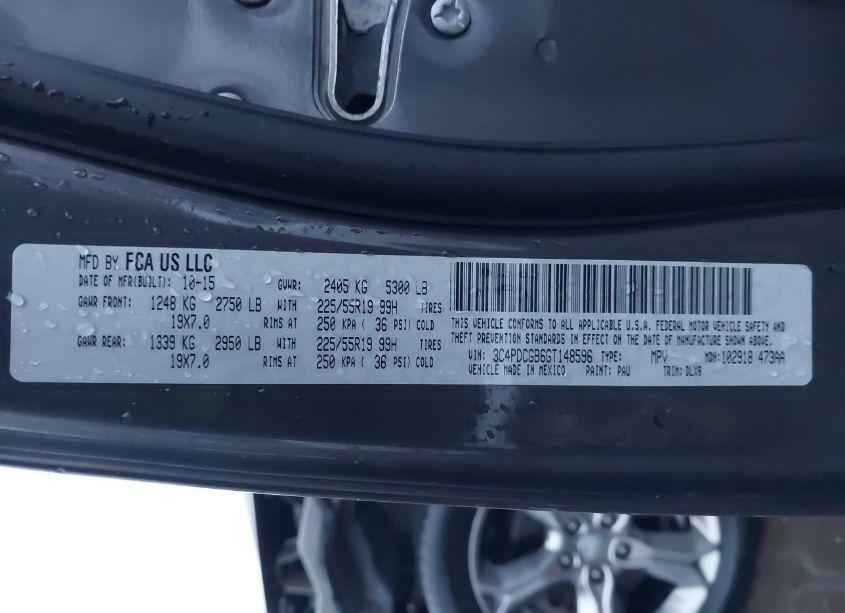 MFD BY FCA US LLC
DATE OF MFR(BUILT): 10-15 GVWR: 2405 KG 5300 LB
GAWR FRONT: 1248 KG 2750 LB WITH 225/55R19 99H TIRES
19X7.0 RIMS AT 250 KPA ( 36 PSI) COLD
GAWR REAR: 1339 KG 2950 LB WITH 225/55R19 99H TIRES
19X7.0 RIMS AT 250 KPA ( 36 PSI) COLD
THIS VEHICLE CONFORMS TO ALL APPLICABLE U.S.A. FEDERAL MOTOR VEHICLE SAFETY AND
THEFT PREVENTION STANDARDS IN EFFECT ON THE DATE OF MANUFACTURE SHOWN ABOVE.
VIN: 3C4PDCGB6GT148596 TYPE: MPV MDH: 102918 473AA
VEHICLE MADE IN MEXICO PAINT: PAU TRIM: DLX9